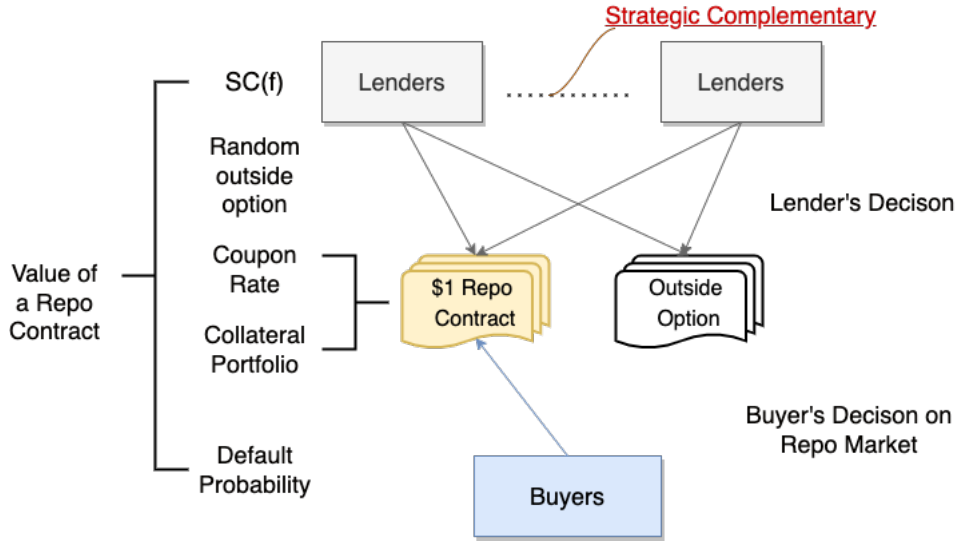 Strategic Complementary
SC(f)
Lenders
Lenders
Random
outside
option
Lender's Decison
Coupon
Rate
$1 Repo
Contract
Outside
Option
Value of
a Repo
Contract
Collateral
Portfolio
Buyer's Decison on
Repo Market
Default
Probability
Buyers